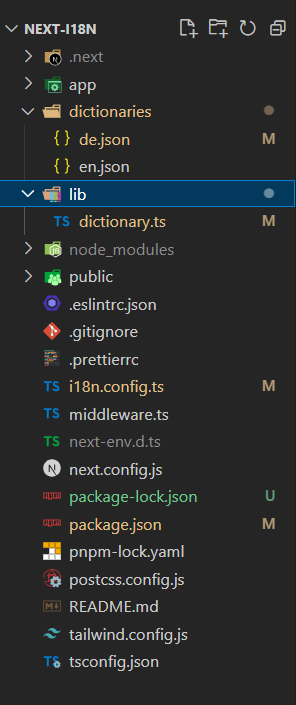 NEXT-I18N
.next
app
dictionaries
de.json M
en.json
lib
TS dictionary.ts M
node_modules
public
.eslintrc.json
.gitignore
.prettierrc
TS i18n.config.ts M
TS middleware.ts
TS next-env.d.ts
N next.config.js
package-lock.json U
package.json M
pnpm-lock.yaml
postcss.config.js
README.md
tailwind.config.js
TS tsconfig.json